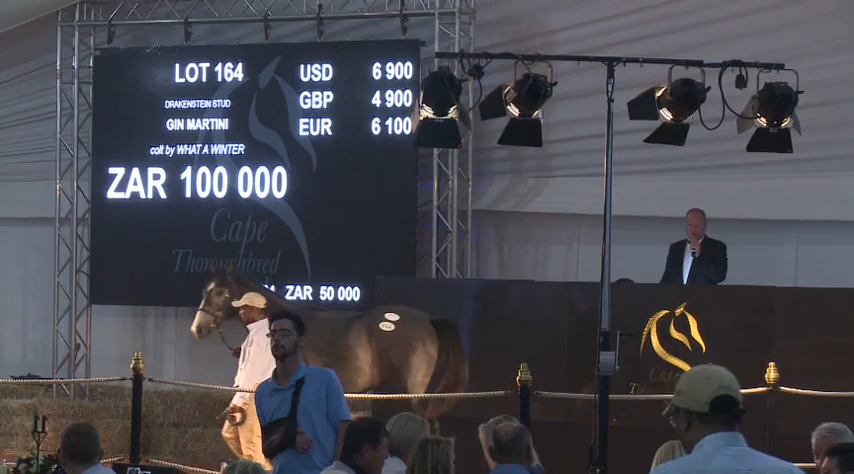 LOT 164
DRAKENSTEIN STUD
GIN MARTINI
colt by WHAT A WINTER
ZAR 100 000
USD 6 900
GBP 4 900
EUR 6 100
Cape
Thoroughbred
ZAR 50 000